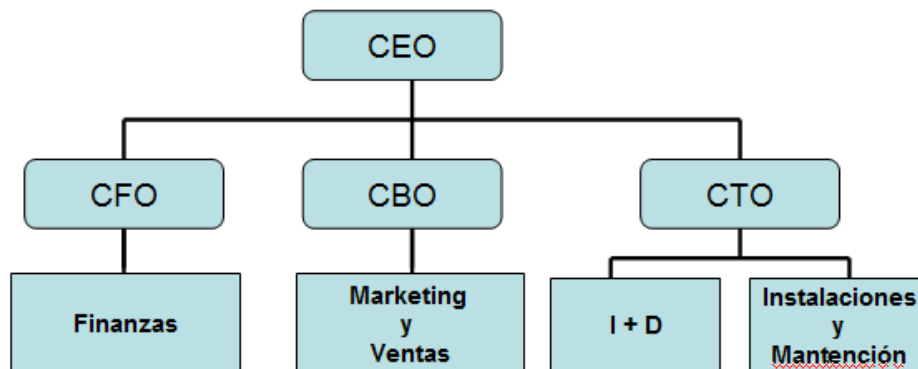 CEO
CFO
CBO
CTO
Finanzas
Marketing
y
Ventas
I + D
Instalaciones
y
Mantención